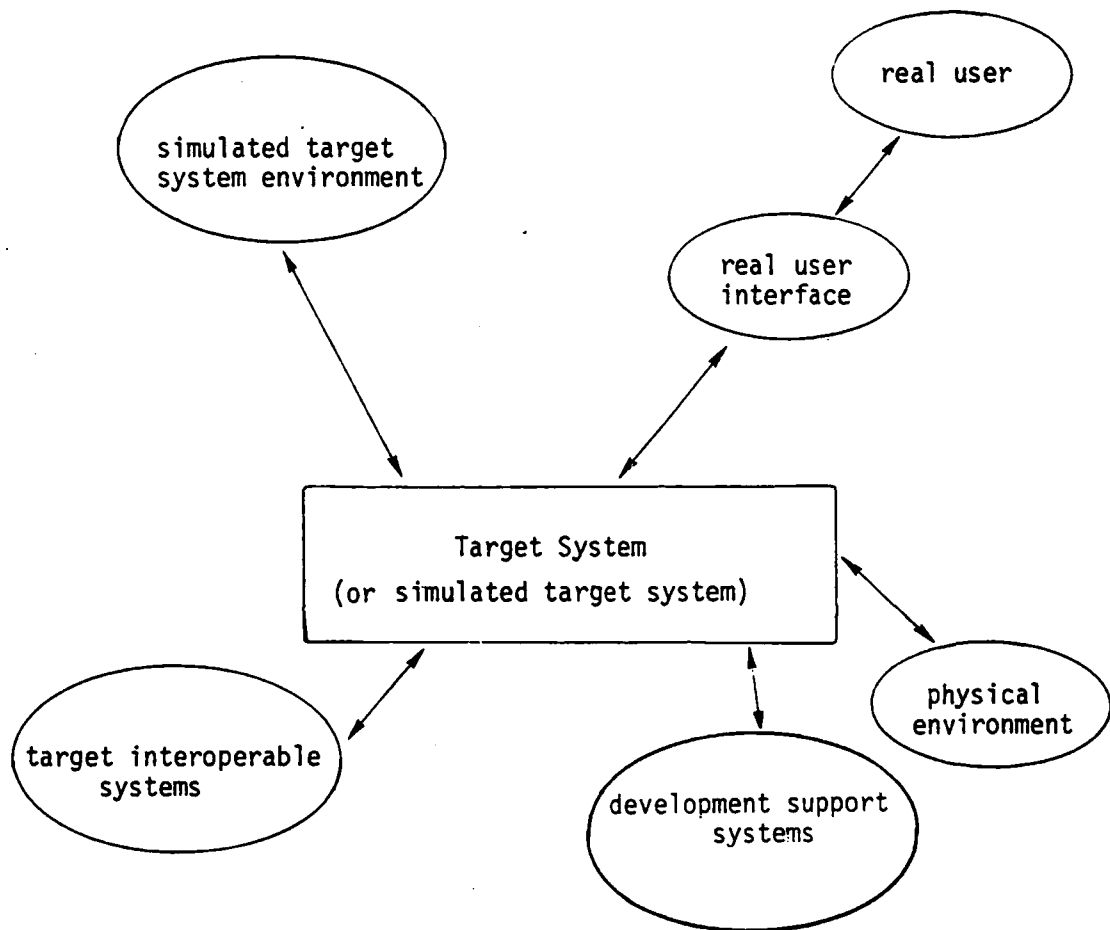 real user
simulated target
system environment
real user
interface
Target System
(or simulated target system)
physical
environment
target interoperable
systems
development support
systems